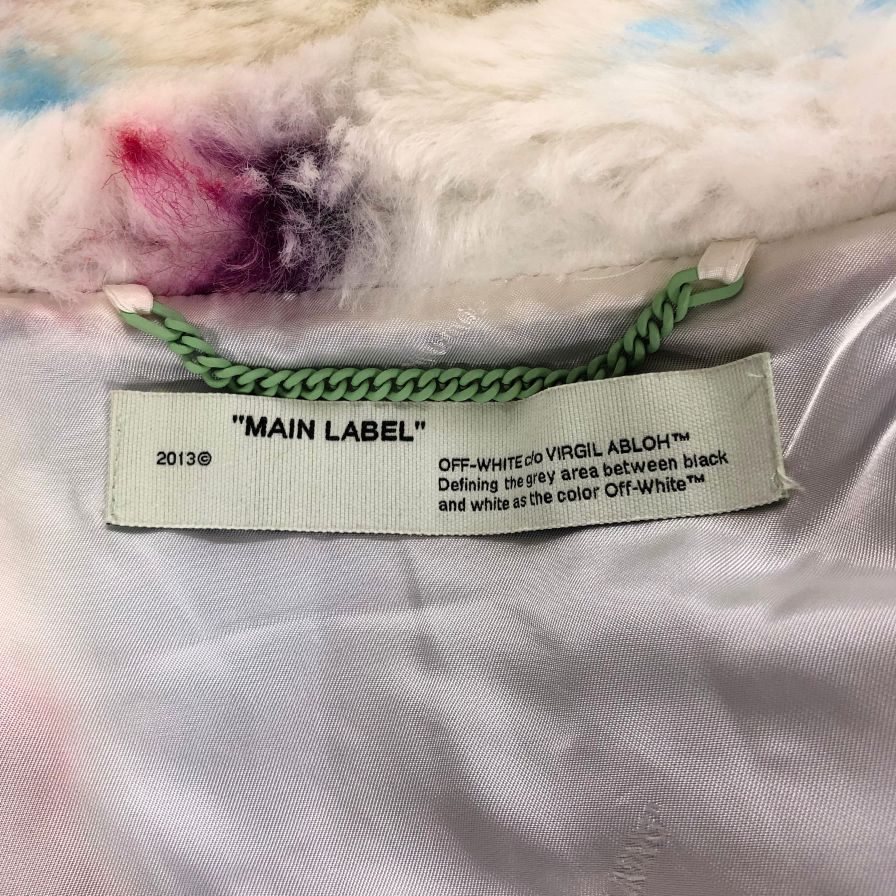 "MAIN LABEL"
2013©
OFF-WHITE c/o VIRGIL ABLOH™
Defining the grey area between black
and white as the color Off-White™